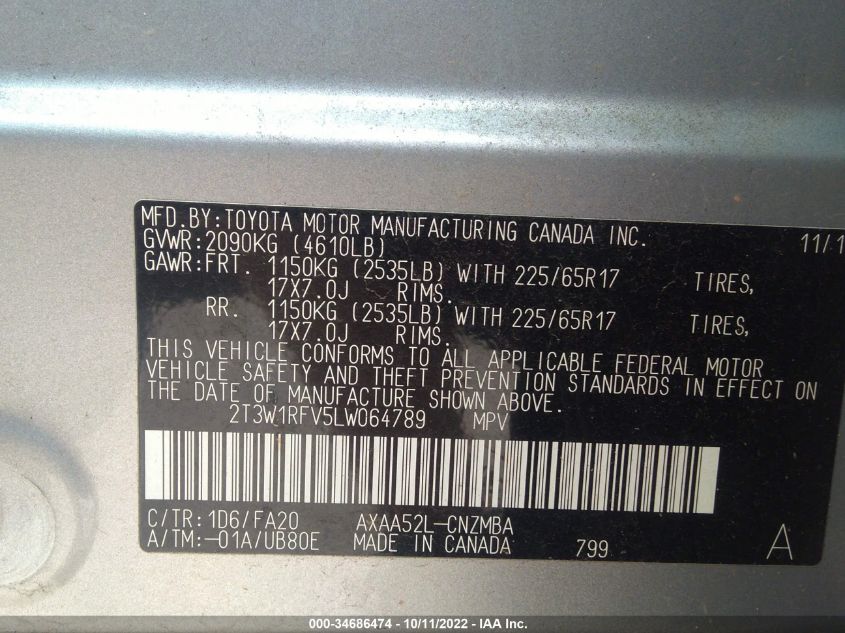 MFD.BY:TOYOTA MOTOR MANUFACTURING CANADA INC. 11/1
GVWR:2090KG (4610LB)
GAWR:FRT. 1150KG (2535LB) WITH 225/65R17 TIRES,
17X7.0J RIMS.
RR. 1150KG (2535LB) WITH 225/65R17 TIRES,
17X7.0J RIMS.
THIS VEHICLE CONFORMS TO ALL APPLICABLE FEDERAL MOTOR
VEHICLE SAFETY AND THEFT PREVENTION STANDARDS IN EFFECT ON
THE DATE OF MANUFACTURE SHOWN ABOVE.
2T3W1RFV5LW064789 MPV
C/TR:1D6/FA20 AXAA52L-CNZMBA
A/TM:-01A/UB80E MADE IN CANADA 799 A
000-34686474 - 10/11/2022 - IAA Inc.